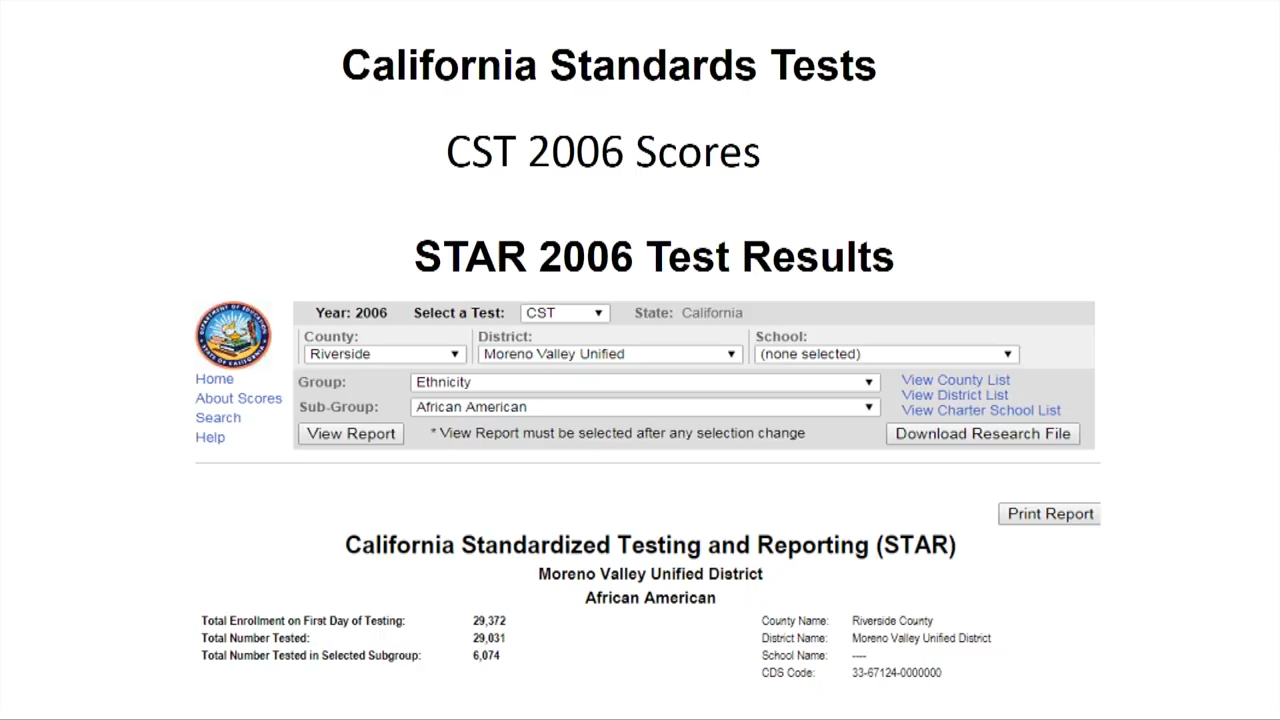 California Standards Tests
CST 2006 Scores
STAR 2006 Test Results
Year: 2006 Select a Test: CST State: California
County: District: School:
Riverside Moreno Valley Unified (none selected)
Home
About Scores
Search
Help
Group: Ethnicity
Sub-Group: African American
View County List
View District List
View Charter School List
View Report * View Report must be selected after any selection change Download Research File
Print Report
California Standardized Testing and Reporting (STAR)
Moreno Valley Unified District
African American
Total Enrollment on First Day of Testing: 29,372
Total Number Tested: 29,031
Total Number Tested in Selected Subgroup: 6,074
County Name: Riverside County
District Name: Moreno Valley Unified District
School Name: ----
CDS Code: 33-67124-0000000